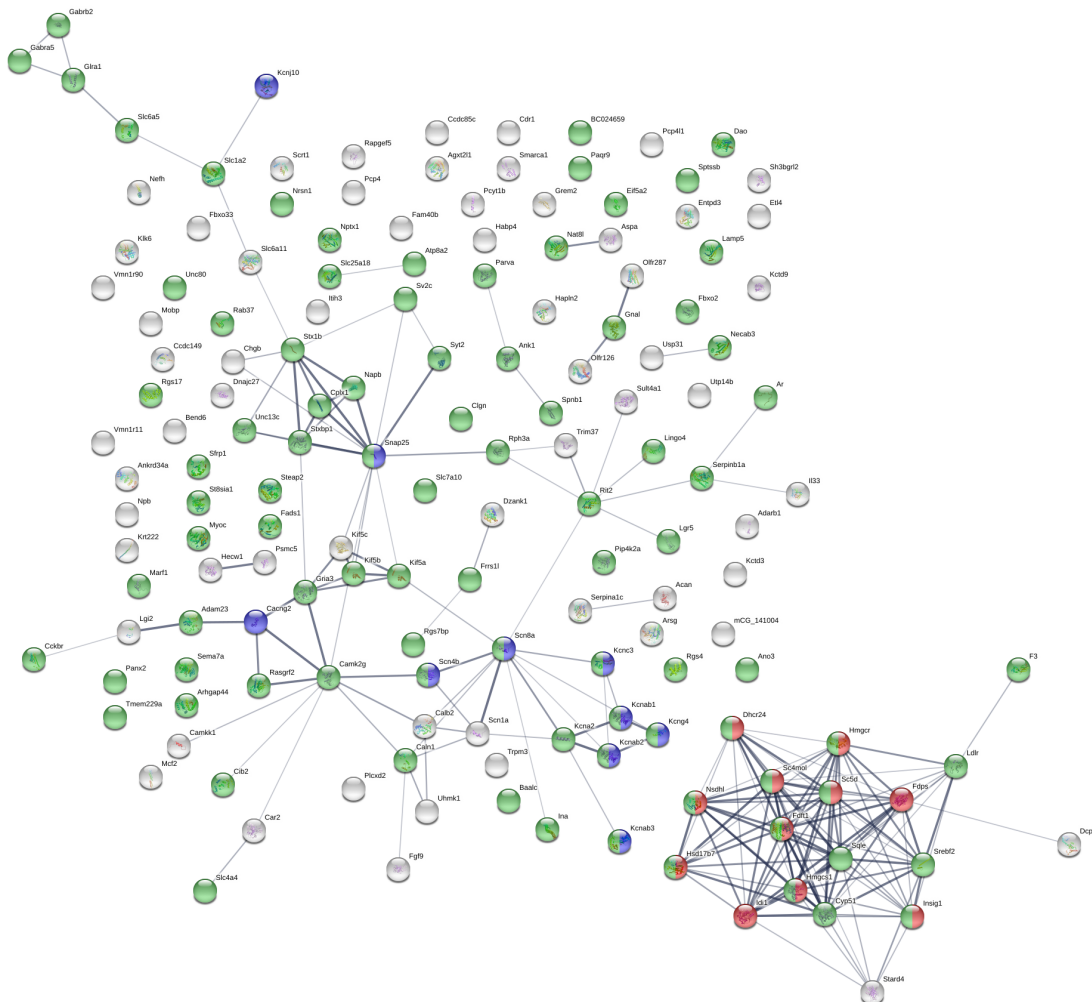 Gabrb2
Gabra5
Glra1
Kcnj10
Slc6a5
Ccdc85c
Cdr1
BC024659
Pcp4l1
Dao
Scrt1
Rapgef5
Agxt2l1
Smarca1
Paqr9
Slc1a2
Sptssb
Sh3bgrl2
Nefh
Nrsn1
Pcp4
Pcyt1b
Grem2
Eif5a2
Entpd3
Etl4
Fbxo33
Fam40b
Habp4
Nptx1
Nat8l
Aspa
Klk6
Lamp5
Slc6a11
Slc25a18
Atp8a2
Parva
Olfr287
Vmn1r90
Unc80
Kctd9
Itih3
Sv2c
Hapln2
Fbxo2
Mobp
Rab37
Gnal
Stx1b
Syt2
Ank1
Usp31
Necab3
Ccdc149
Chgb
Olfr126
Rgs17
Dnajc27
Napb
Cplx1
Sult4a1
Utp14b
Ar
Bend6
Unc13c
Stxbp1
Clgn
Spnb1
Vmn1r11
Snap25
Rph3a
Trim37
Lingo4
Ankrd34a
Sfrp1
Steap2
Slc7a10
Serpinb1a
Il33
Npb
St8sia1
Rit2
Fads1
Dzank1
Adarb1
Krt222
Myoc
Lgr5
Hecw1
Psmc5
Kif5c
Kif5b
Kif5a
Pip4k2a
Kctd3
Marf1
Gria3
Frrs1l
Acan
Serpina1c
Lgi2
Adam23
Cacng2
Arsg
mCG_141004
Cckbr
Rgs7bp
Scn8a
Panx2
Sema7a
Rasgrf2
Camk2g
Scn4b
Kcnc3
Rgs4
Ano3
F3
Tmem229a
Arhgap44
Calb2
Scn1a
Kcna2
Kcnab1
Kcng4
Kcnab2
Dhcr24
Hmgcr
Camkk1
Caln1
Trpm3
Ldlr
Mcf2
Cib2
Sc4mol
Sc5d
Plcxd2
Baalc
Nsdhl
Fdps
Uhmk1
Ina
Fdft1
Car2
Kcnab3
Dcp
Sqle
Srebf2
Hsd17b7
Fgf9
Hmgcs1
Slc4a4
Idi1
Cyp51
Insig1
Stard4